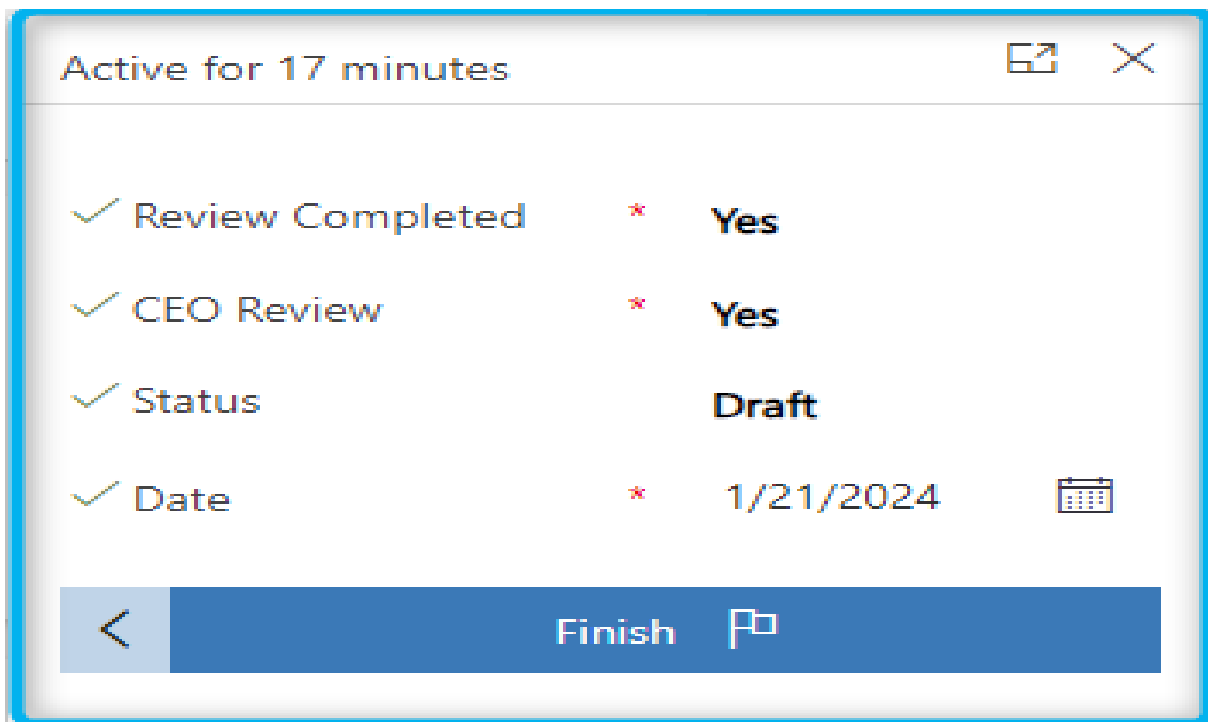 Active for 17 minutes
Review Completed * Yes
CEO Review * Yes
Status Draft
Date * 1/21/2024
< Finish